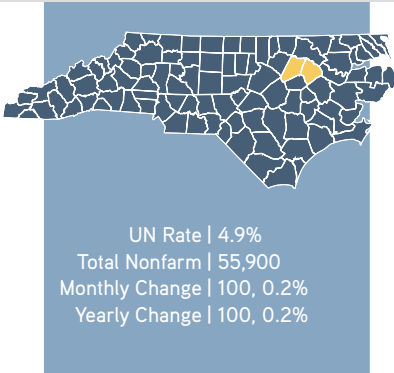 UN Rate | 4.9%
Total Nonfarm | 55,900
Monthly Change | 100, 0.2%
Yearly Change | 100, 0.2%